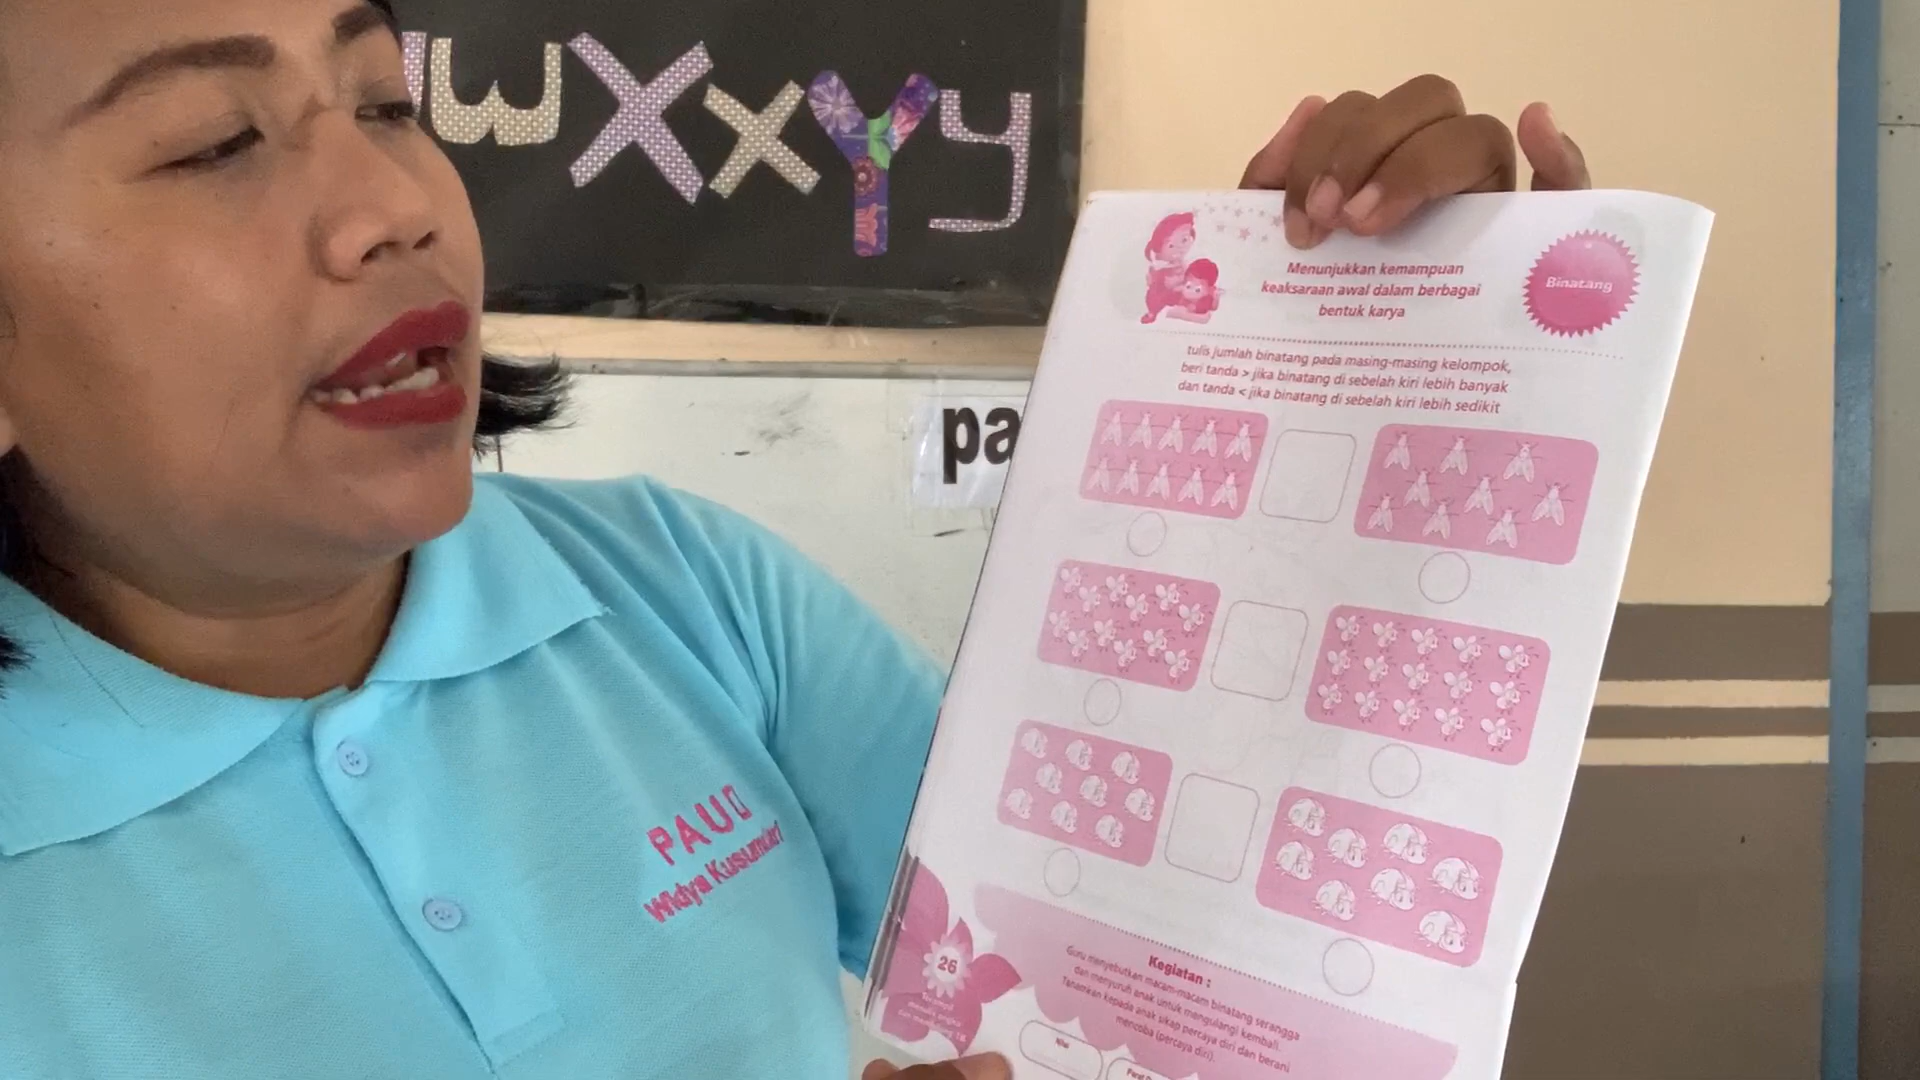 w X x Y y
pa
PAUD
Widya Kusumasari
Menunjukkan kemampuan
keaksaraan awal dalam berbagai
bentuk karya
Binatang
tulis jumlah binatang pada masing-masing kelompok,
beri tanda > jika binatang di sebelah kiri lebih banyak
dan tanda < jika binatang di sebelah kiri lebih sedikit
Kegiatan :
Guru menyebutkan macam-macam binatang serangga
dan menyuruh anak untuk mengulangi kembali.
Tanamkan kepada anak sikap percaya diri dan berani
mencoba (percaya diri).
26
Nilai